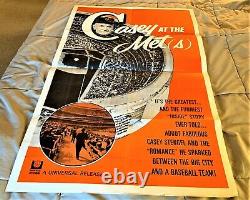 Casey AT THE
Met(s)
IT'S THE GREATEST...
AND THE FUNNIEST
STORY
EVER TOLD...
ABOUT FABULOUS
CASEY STENGEL AND THE
"ROMANCE" HE SPARKED
BETWEEN THE BIG CITY
AND A BASEBALL TEAM!
A UNIVERSAL RELEASE